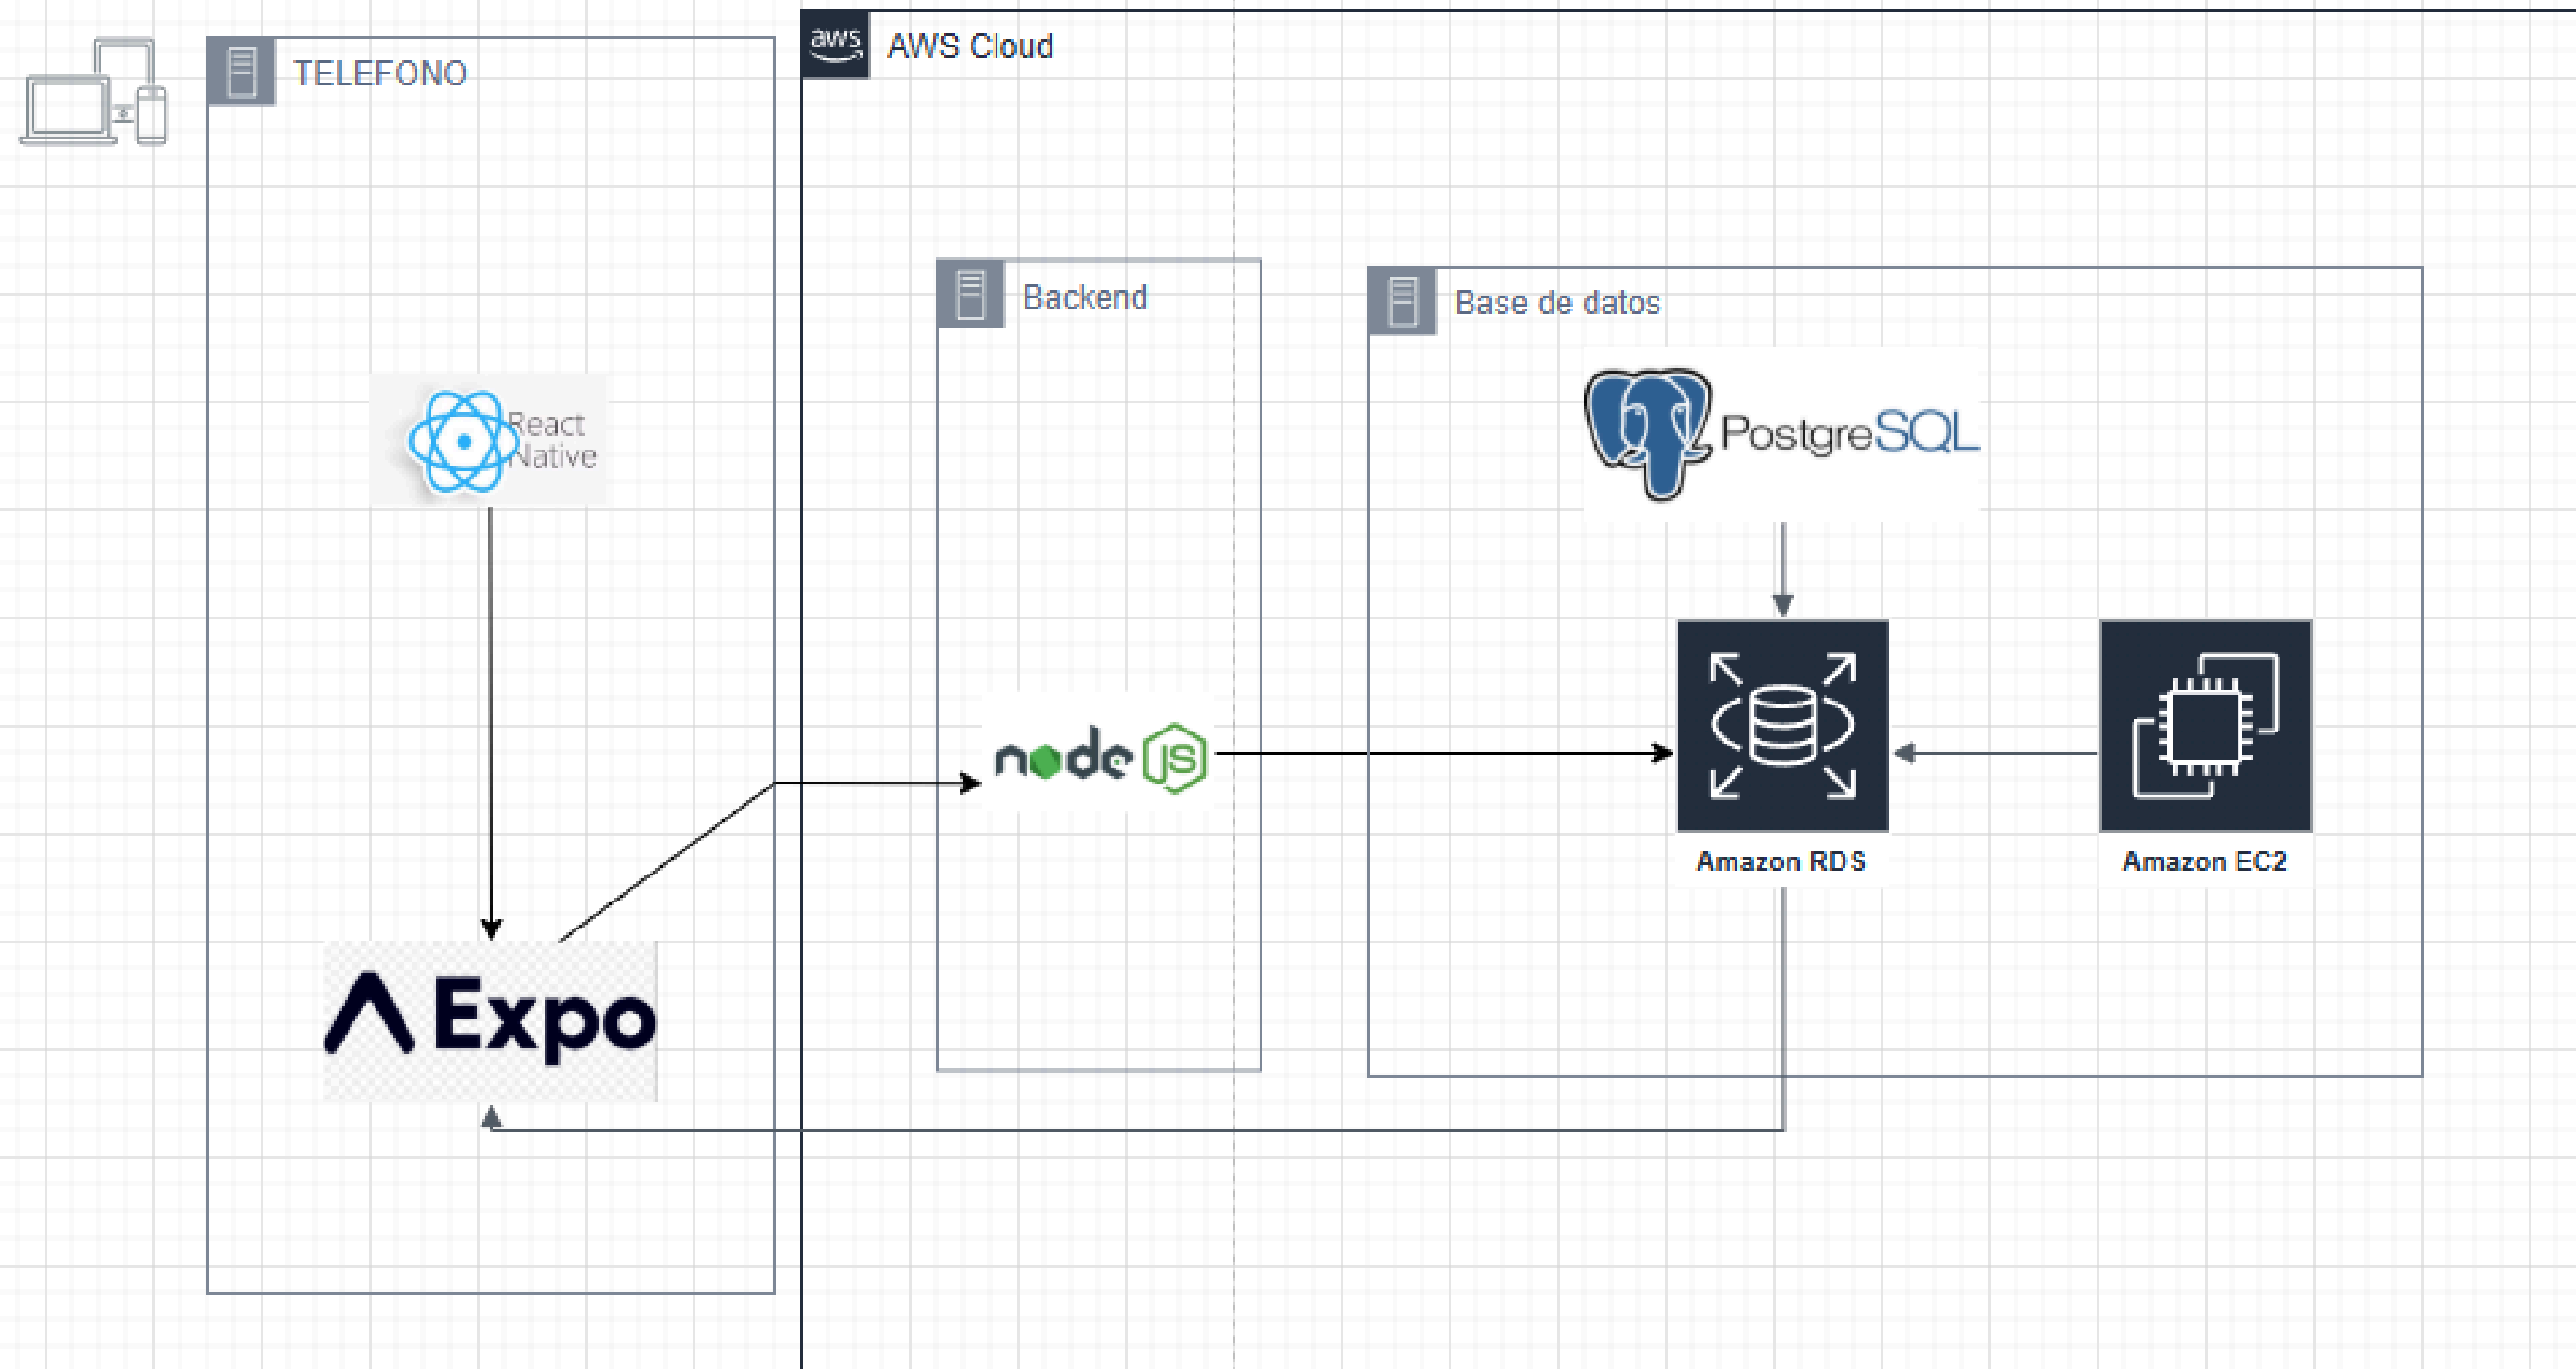 TELEFONO
aws
AWS Cloud
Backend
Base de datos
React
Native
PostgreSQL
node
JS
Amazon RDS
Amazon EC2
Expo